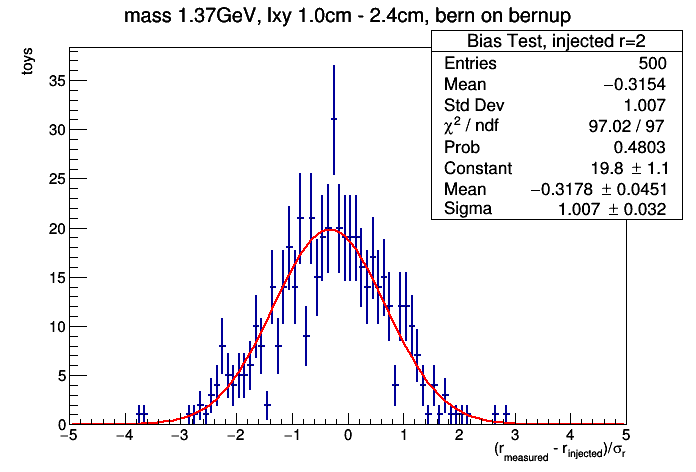 mass 1.37GeV, lxy 1.0cm - 2.4cm, bern on bernup
Bias Test, injected r=2
Entries 500
Mean −0.3154
Std Dev 1.007
χ² / ndf 97.02 / 97
Prob 0.4803
Constant 19.8 ± 1.1
Mean −0.3178 ± 0.0451
Sigma 1.007 ± 0.032
toys
35
30
25
20
15
10
5
0
−5 −4 −3 −2 −1 0 1 2 3 4 5
(r_measured - r_injected)/σ_r